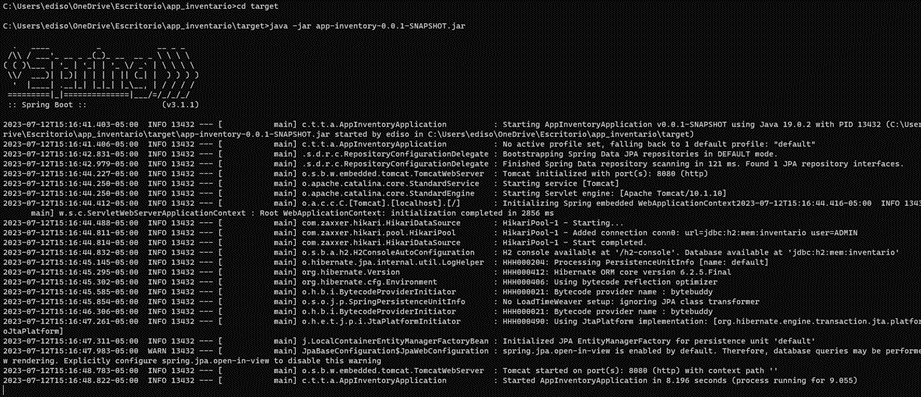 C:\Users\ediso\OneDrive\Escritorio\app_inventario>cd target
C:\Users\ediso\OneDrive\Escritorio\app_inventario\target>java -jar app-inventory-0.0.1-SNAPSHOT.jar
:: Spring Boot ::                (v3.1.1)
2023-07-12T15:16:41.403-05:00  INFO 13432 --- [           main] c.t.t.a.AppInventoryApplication          : Starting AppInventoryApplication v0.0.1-SNAPSHOT using Java 19.0.2 with PID 13432 (C:\Users\ediso\OneD
rive\Escritorio\app_inventario\target\app-inventory-0.0.1-SNAPSHOT.jar started by ediso in C:\Users\ediso\OneDrive\Escritorio\app_inventario\target)
2023-07-12T15:16:41.406-05:00  INFO 13432 --- [           main] c.t.t.a.AppInventoryApplication          : No active profile set, falling back to 1 default profile: "default"
2023-07-12T15:16:42.831-05:00  INFO 13432 --- [           main] .s.d.r.c.RepositoryConfigurationDelegate : Bootstrapping Spring Data JPA repositories in DEFAULT mode.
2023-07-12T15:16:42.979-05:00  INFO 13432 --- [           main] .s.d.r.c.RepositoryConfigurationDelegate : Finished Spring Data repository scanning in 121 ms. Found 1 JPA repository interfaces.
2023-07-12T15:16:44.227-05:00  INFO 13432 --- [           main] o.s.b.w.embedded.tomcat.TomcatWebServer  : Tomcat initialized with port(s): 8080 (http)
2023-07-12T15:16:44.250-05:00  INFO 13432 --- [           main] o.apache.catalina.core.StandardService   : Starting service [Tomcat]
2023-07-12T15:16:44.250-05:00  INFO 13432 --- [           main] o.apache.catalina.core.StandardEngine    : Starting Servlet engine: [Apache Tomcat/10.1.10]
2023-07-12T15:16:44.412-05:00  INFO 13432 --- [           main] o.a.c.c.C.[Tomcat].[localhost].[/]       : Initializing Spring embedded WebApplicationContext2023-07-12T15:16:44.416-05:00  INFO 13432 --- [
main] w.s.c.ServletWebServerApplicationContext : Root WebApplicationContext: initialization completed in 2856 ms
2023-07-12T15:16:44.488-05:00  INFO 13432 --- [           main] com.zaxxer.hikari.HikariDataSource       : HikariPool-1 - Starting...
2023-07-12T15:16:44.811-05:00  INFO 13432 --- [           main] com.zaxxer.hikari.pool.HikariPool        : HikariPool-1 - Added connection conn0: url=jdbc:h2:mem:inventario user=ADMIN
2023-07-12T15:16:44.814-05:00  INFO 13432 --- [           main] com.zaxxer.hikari.HikariDataSource       : HikariPool-1 - Start completed.
2023-07-12T15:16:44.832-05:00  INFO 13432 --- [           main] o.s.b.a.h2.H2ConsoleAutoConfiguration    : H2 console available at '/h2-console'. Database available at 'jdbc:h2:mem:inventario'
2023-07-12T15:16:45.145-05:00  INFO 13432 --- [           main] o.hibernate.jpa.internal.util.LogHelper  : HHH000204: Processing PersistenceUnitInfo [name: default]
2023-07-12T15:16:45.245-05:00  INFO 13432 --- [           main] org.hibernate.Version                    : HHH000412: Hibernate ORM core version 6.2.5.Final
2023-07-12T15:16:45.302-05:00  INFO 13432 --- [           main] org.hibernate.cfg.Environment            : HHH000406: Using bytecode reflection optimizer
2023-07-12T15:16:45.585-05:00  INFO 13432 --- [           main] o.h.b.i.BytecodeProviderInitiator        : HHH000021: Bytecode provider name : bytebuddy
2023-07-12T15:16:45.854-05:00  INFO 13432 --- [           main] o.s.o.j.p.SpringPersistenceUnitInfo      : No LoadTimeWeaver setup: ignoring JPA class transformer
2023-07-12T15:16:46.306-05:00  INFO 13432 --- [           main] o.h.b.i.BytecodeProviderInitiator        : HHH000021: Bytecode provider name : bytebuddy
2023-07-12T15:16:47.261-05:00  INFO 13432 --- [           main] o.h.e.t.j.p.i.JtaPlatformInitiator       : HHH000490: Using JtaPlatform implementation: [org.hibernate.engine.transaction.jta.platform.internal.N
oJtaPlatform]
2023-07-12T15:16:47.311-05:00  INFO 13432 --- [           main] j.LocalContainerEntityManagerFactoryBean : Initialized JPA EntityManagerFactory for persistence unit 'default'
2023-07-12T15:16:47.983-05:00  WARN 13432 --- [           main] JpaBaseConfiguration$JpaWebConfiguration : spring.jpa.open-in-view is enabled by default. Therefore, database queries may be performed during vie
w rendering. Explicitly configure spring.jpa.open-in-view to disable this warning
2023-07-12T15:16:48.783-05:00  INFO 13432 --- [           main] o.s.b.w.embedded.tomcat.TomcatWebServer  : Tomcat started on port(s): 8080 (http) with context path ''
2023-07-12T15:16:48.822-05:00  INFO 13432 --- [           main] c.t.t.a.AppInventoryApplication          : Started AppInventoryApplication in 8.196 seconds (process running for 9.055)